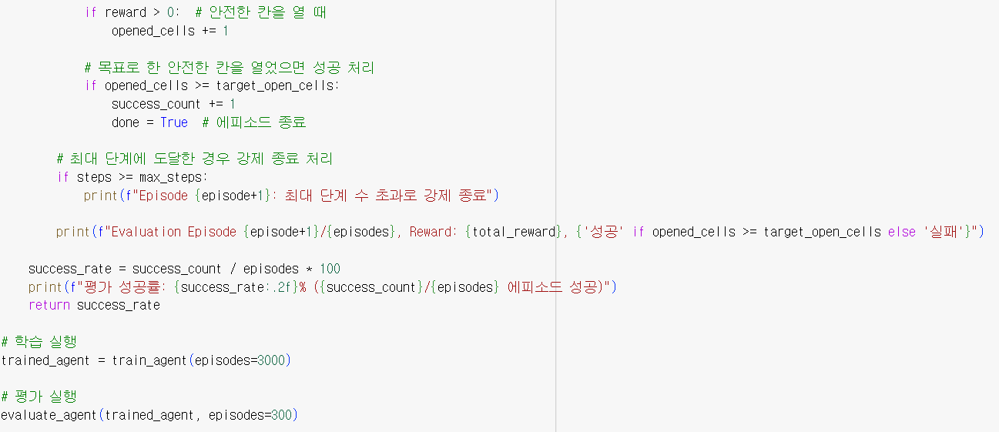 if reward > 0:  # 안전한 칸을 열 때
opened_cells += 1
# 목표로 한 안전한 칸을 열었으면 성공 처리
if opened_cells >= target_open_cells:
success_count += 1
done = True  # 에피소드 종료
# 최대 단계에 도달한 경우 강제 종료 처리
if steps >= max_steps:
print(f"Episode {episode+1}: 최대 단계 수 초과로 강제 종료")
print(f"Evaluation Episode {episode+1}/{episodes}, Reward: {total_reward}, {'성공' if opened_cells >= target_open_cells else '실패'}")
success_rate = success_count / episodes * 100
print(f"평가 성공률: {success_rate:.2f}% ({success_count}/{episodes} 에피소드 성공)")
return success_rate
# 학습 실행
trained_agent = train_agent(episodes=3000)
# 평가 실행
evaluate_agent(trained_agent, episodes=300)